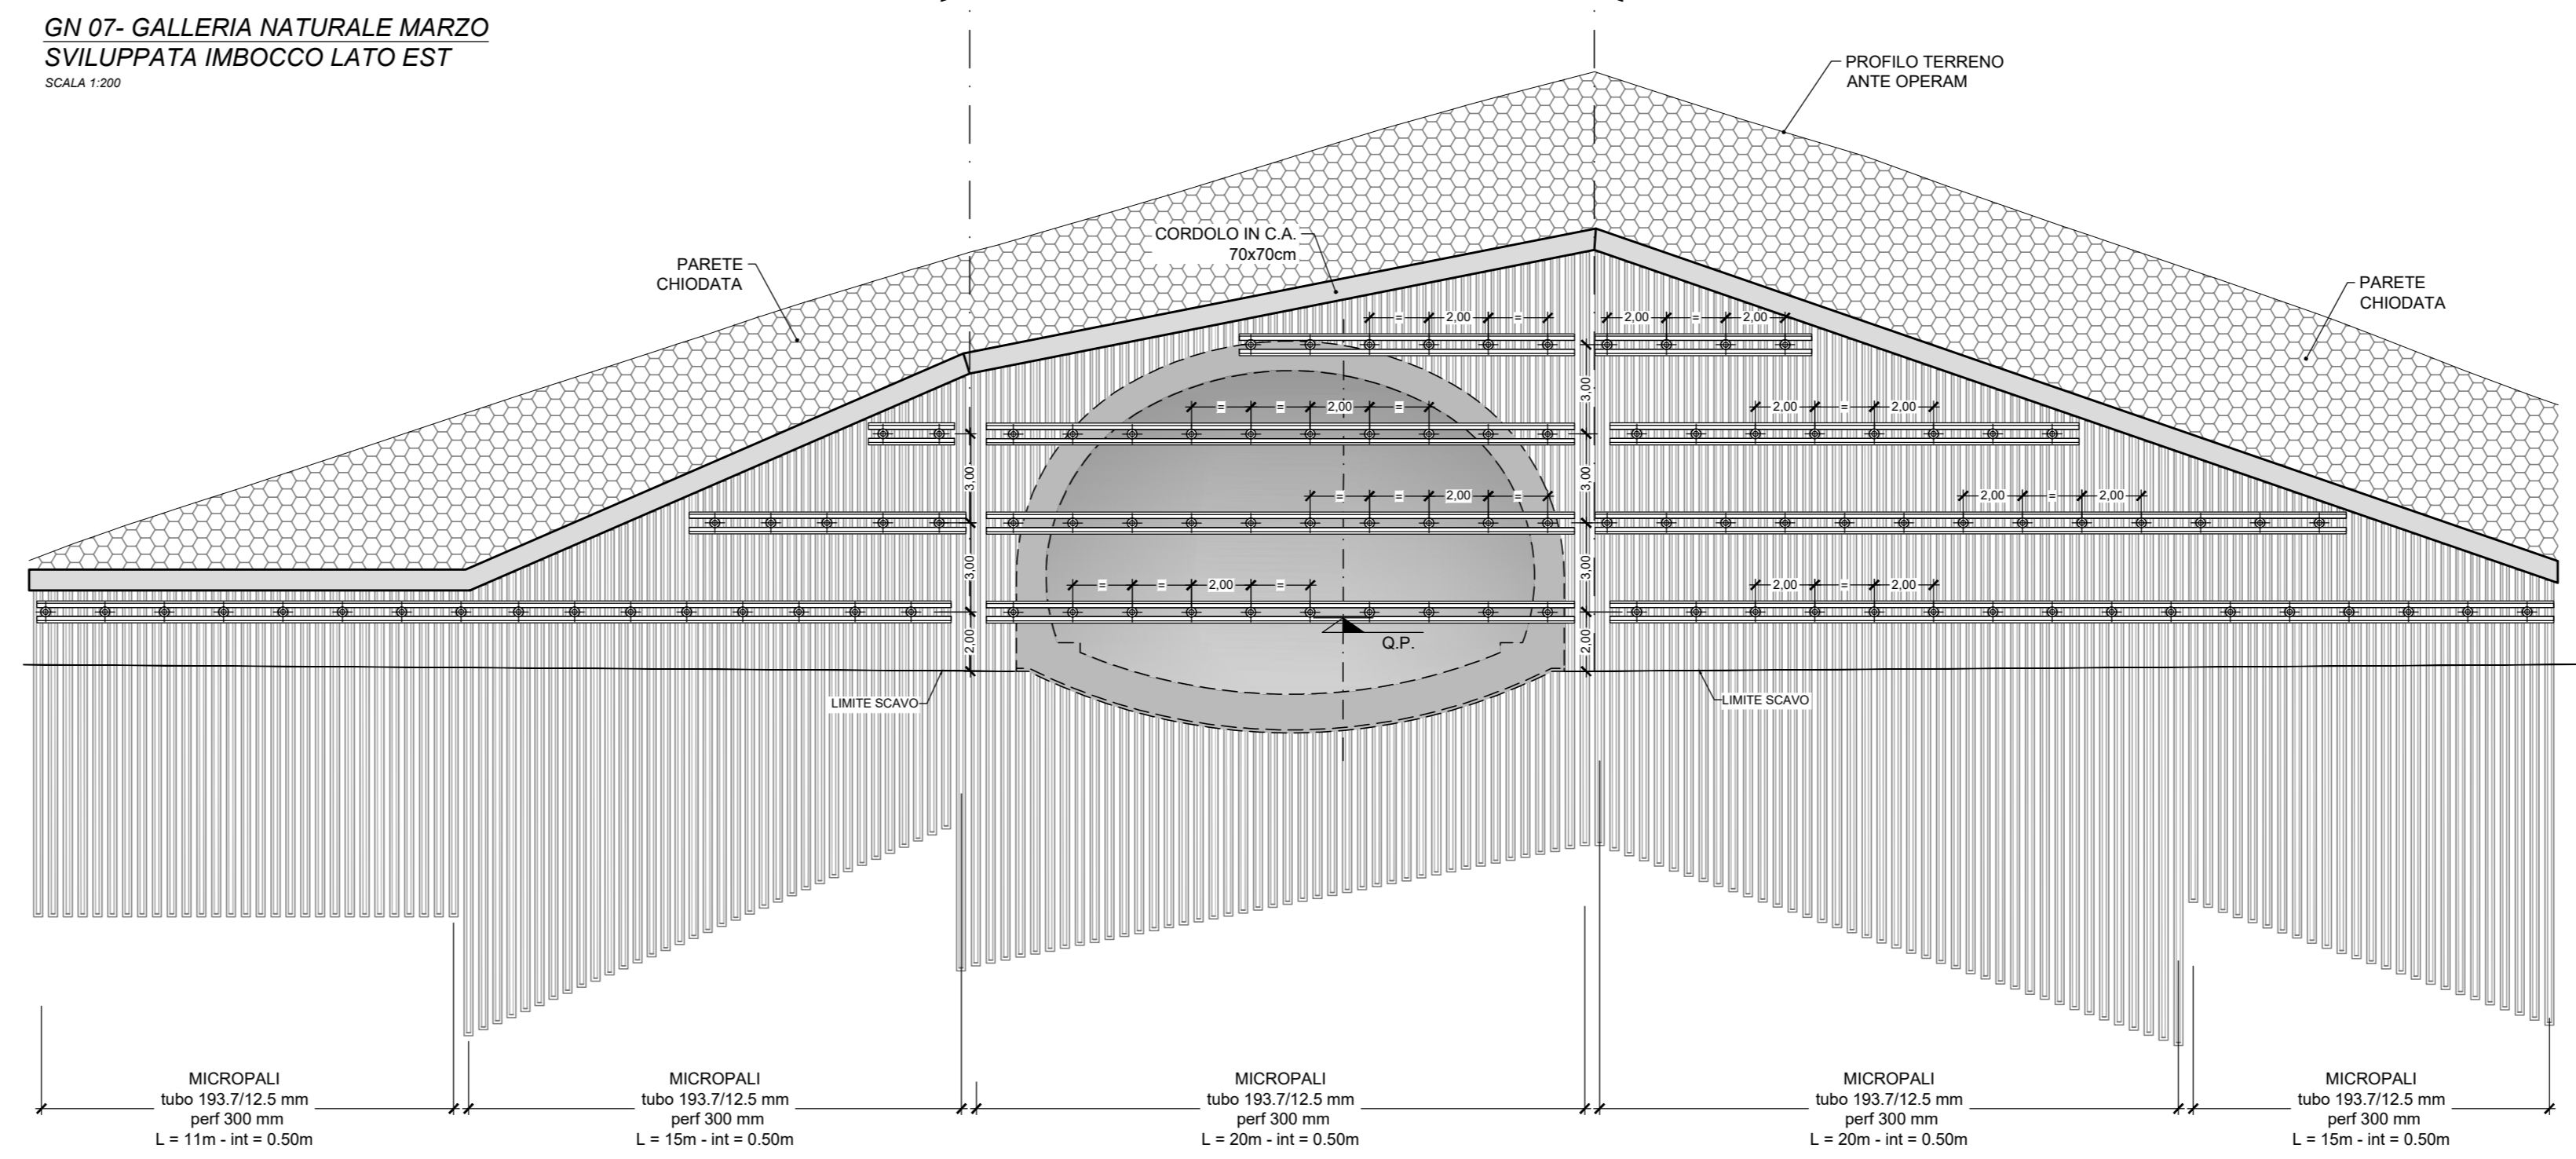 GN 07- GALLERIA NATURALE MARZO
SVILUPPATA IMBOCCO LATO EST
SCALA 1:200
PROFILO TERRENO
ANTE OPERAM
CORDOLO IN C.A.
70x70cm
PARETE
CHIODATA
PARETE
CHIODATA
= 2,00 =
2,00 = 2,00
3,00
= = 2,00 =
2,00 = 2,00
3,00
3,00
= = 2,00 =
2,00 = 2,00
3,00
3,00
= = 2,00 =
2,00 = 2,00
2,00
2,00
Q.P.
LIMITE SCAVO
LIMITE SCAVO
MICROPALI
tubo 193.7/12.5 mm
perf 300 mm
L = 11m - int = 0.50m
MICROPALI
tubo 193.7/12.5 mm
perf 300 mm
L = 15m - int = 0.50m
MICROPALI
tubo 193.7/12.5 mm
perf 300 mm
L = 20m - int = 0.50m
MICROPALI
tubo 193.7/12.5 mm
perf 300 mm
L = 20m - int = 0.50m
MICROPALI
tubo 193.7/12.5 mm
perf 300 mm
L = 15m - int = 0.50m